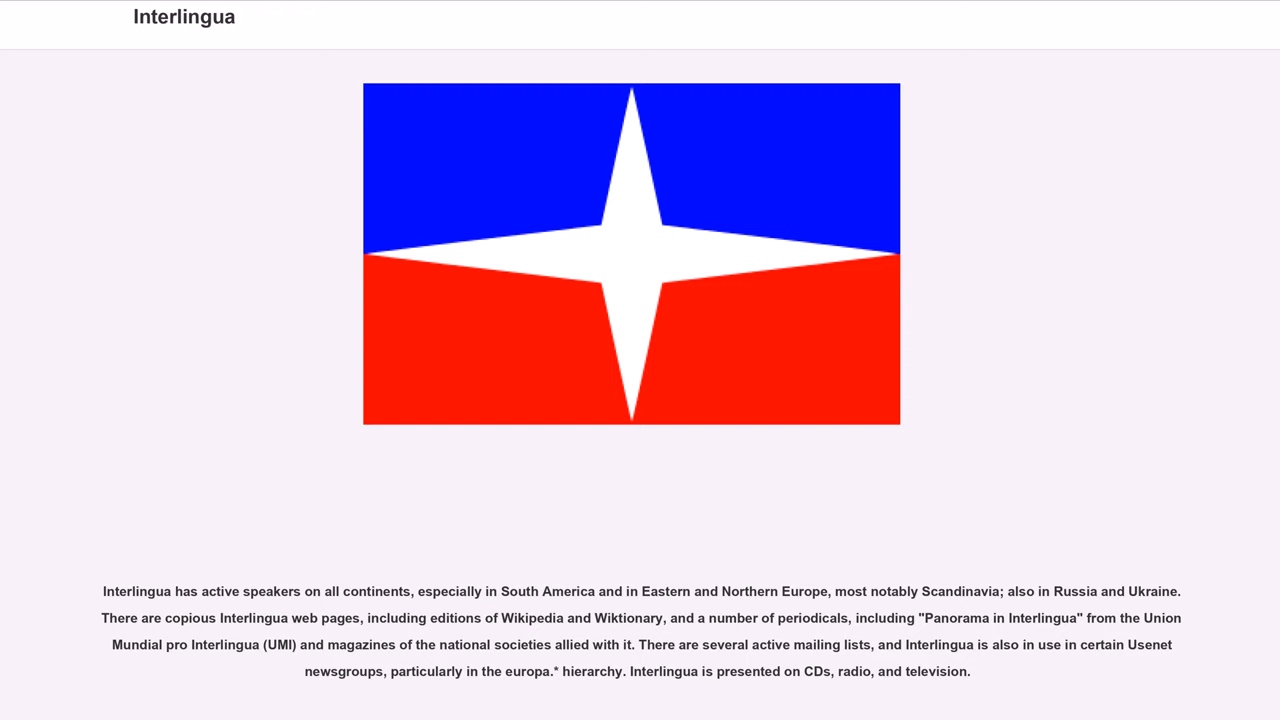 Interlingua
Interlingua has active speakers on all continents, especially in South America and in Eastern and Northern Europe, most notably Scandinavia; also in Russia and Ukraine.
There are copious Interlingua web pages, including editions of Wikipedia and Wiktionary, and a number of periodicals, including "Panorama in Interlingua" from the Union
Mundial pro Interlingua (UMI) and magazines of the national societies allied with it. There are several active mailing lists, and Interlingua is also in use in certain Usenet
newsgroups, particularly in the europa.* hierarchy. Interlingua is presented on CDs, radio, and television.